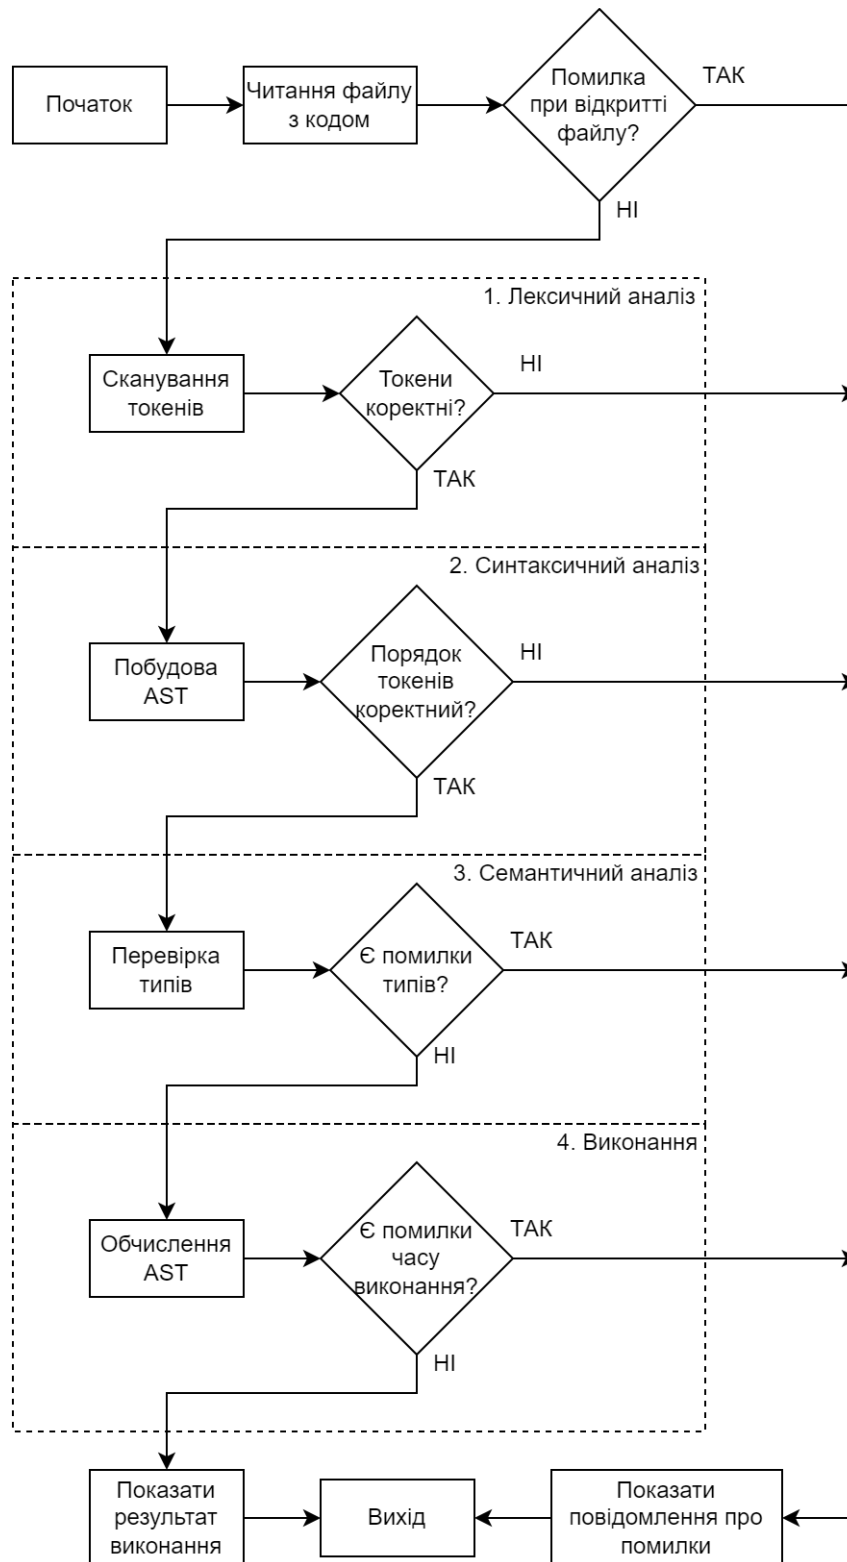 Початок
Читання файлу
з кодом
Помилка
при відкритті
файлу?
ТАК
НІ
1. Лексичний аналіз
Сканування
токенів
Токени
коректні?
НІ
ТАК
2. Синтаксичний аналіз
Побудова
AST
Порядок
токенів
коректний?
НІ
ТАК
3. Семантичний аналіз
Перевірка
типів
Є помилки
типів?
ТАК
НІ
4. Виконання
Обчислення
AST
Є помилки
часу
виконання?
ТАК
НІ
Показати
результат
виконання
Вихід
Показати
повідомлення про
помилки